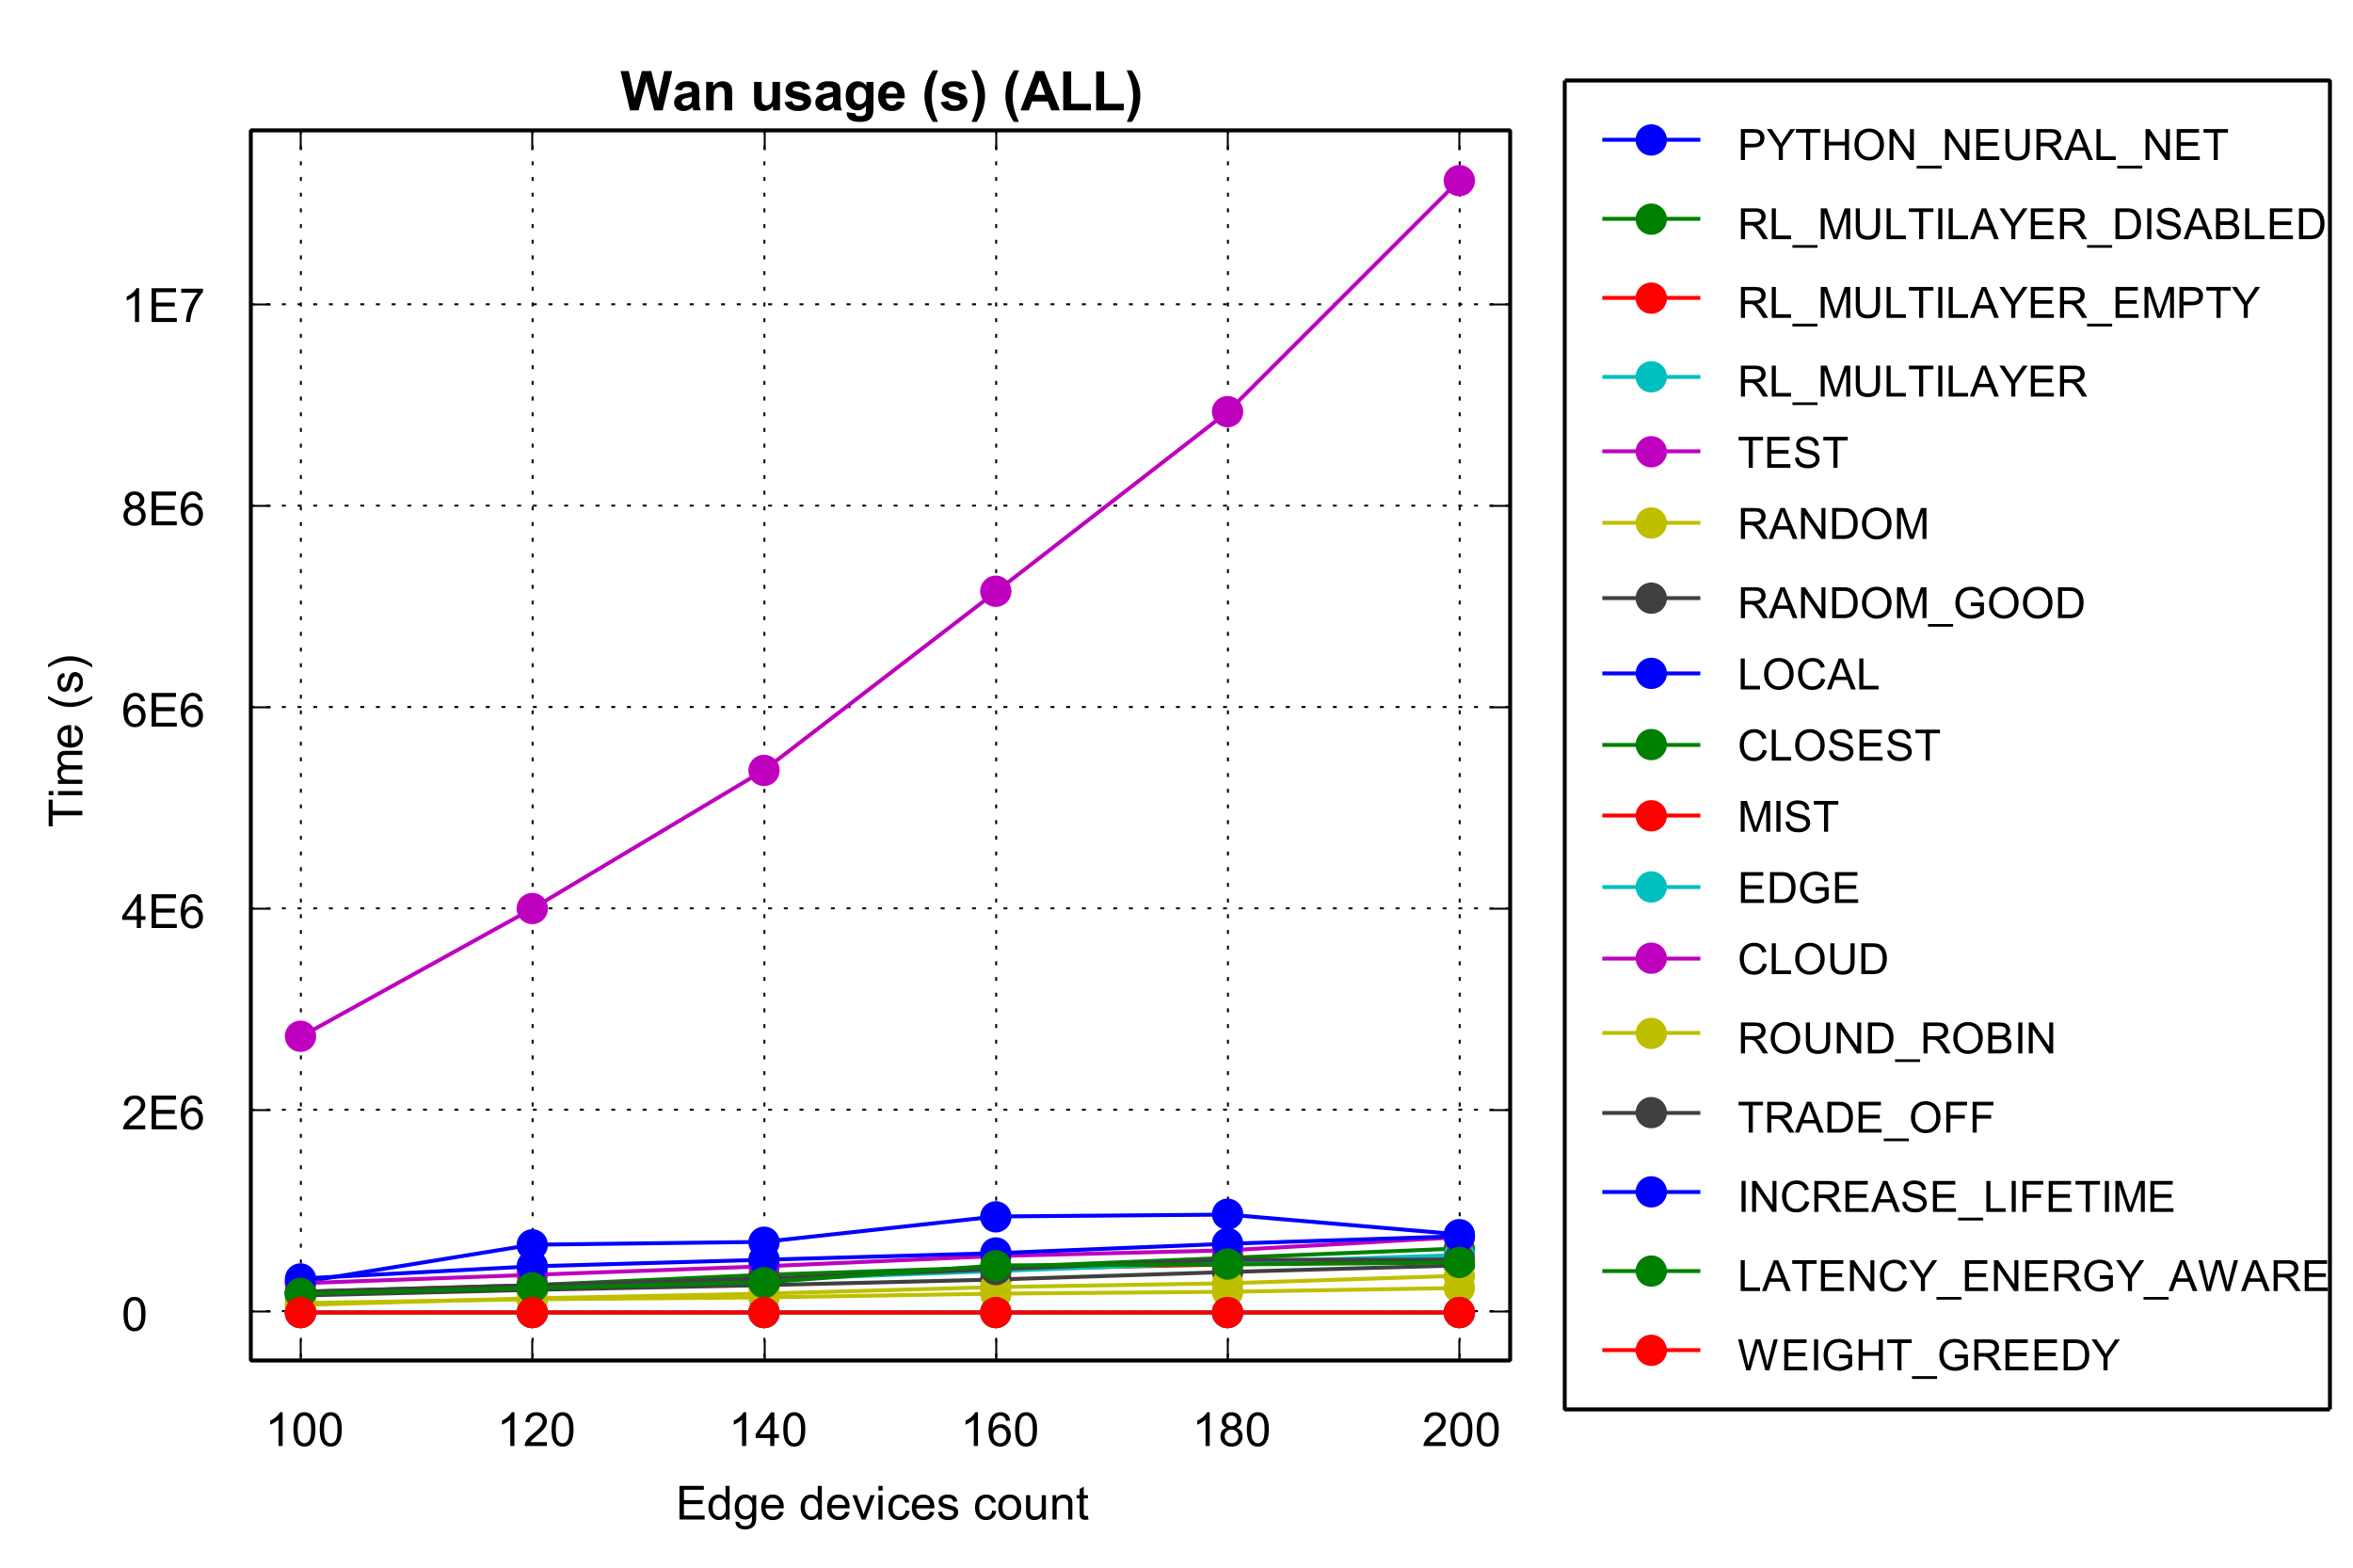 Wan usage (s) (ALL)
1E7
8E6
6E6
4E6
2E6
0
Time (s)
100 120 140 160 180 200
Edge devices count
PYTHON_NEURAL_NET
RL_MULTILAYER_DISABLED
RL_MULTILAYER_EMPTY
RL_MULTILAYER
TEST
RANDOM
RANDOM_GOOD
LOCAL
CLOSEST
MIST
EDGE
CLOUD
ROUND_ROBIN
TRADE_OFF
INCREASE_LIFETIME
LATENCY_ENERGY_AWARE
WEIGHT_GREEDY